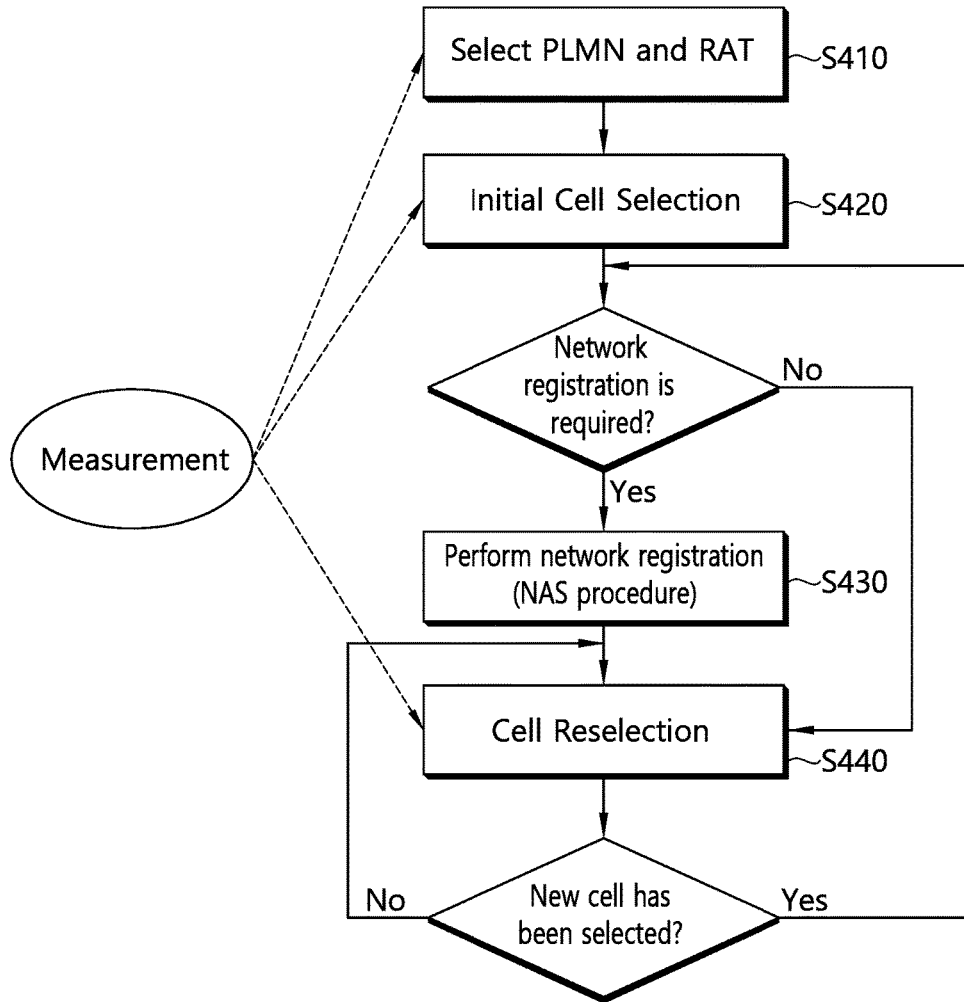 Select PLMN and RAT
S410
Initial Cell Selection
S420
Network
registration is
required?
No
Measurement
Yes
Perform network registration
(NAS procedure)
S430
Cell Reselection
S440
New cell has
been selected?
No
Yes